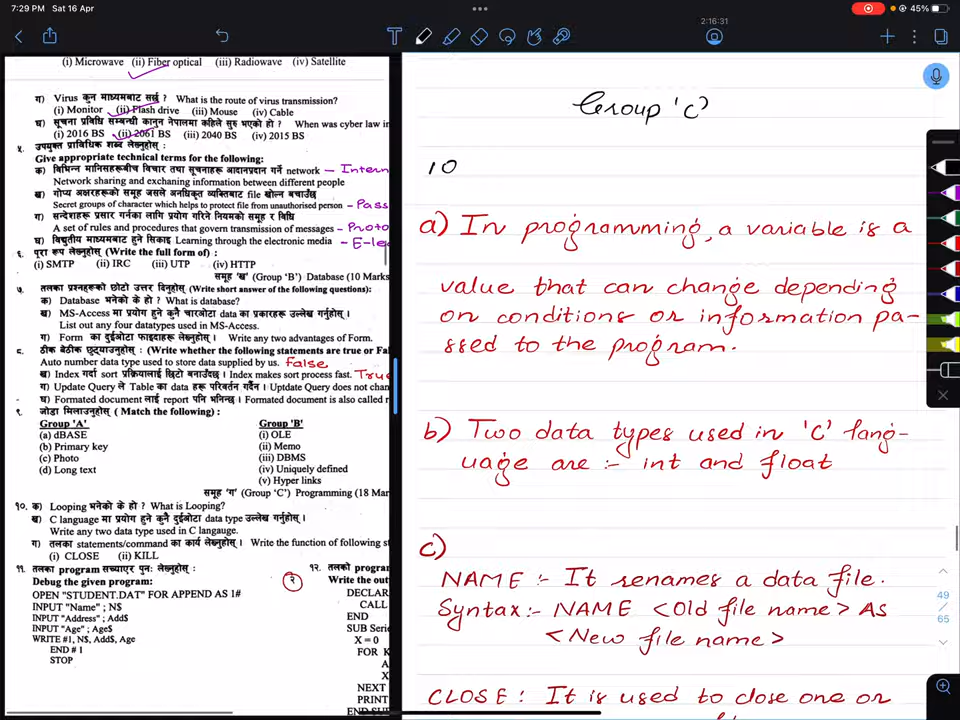 7:29 PM Sat 16 Apr
2:16:31
45%
(i) Microwave (ii) Fiber optical (iii) Radiowave (iv) Satellite
ग) Virus कुन माध्यमबाट सर्छ? What is the route of virus transmission?
(i) Monitor (ii) Flash drive (iii) Mouse (iv) Cable
घ) सूचना प्रविधि सम्बन्धी कानुन नेपालमा कहिले सुरु भएको हो ? When was cyber law in
(i) 2016 BS (ii) 2061 BS (iii) 2040 BS (iv) 2015 BS
५. उपयुक्त प्राविधिक शब्द लेख्नुहोस्:
Give appropriate technical terms for the following:
क) विभिन्न मानिसहरूबीच विचार तथा सूचनाहरू आदानप्रदान गर्ने network – Intern
Network sharing and exchaning information between different people
ख) गोप्य अक्षरहरूको समूह जसले अनधिकृत व्यक्तिबाट file खोल्न बचाउँछ
Secret groups of character which helps to protect file from unauthorised person – Pass
ग) सन्देशहरू प्रसार गर्नका लागि प्रयोग गरिने नियमको समूह र विधि
A set of rules and procedures that govern transmission of messages – Proto
घ) विद्युतीय माध्यमबाट हुने सिकाइ Learning through the electronic media – E-lea
६. पूरा रूप लेख्नुहोस् (Write the full form of) :
(i) SMTP (ii) IRC (iii) UTP (iv) HTTP
समूह 'ख' (Group 'B') Database (10 Marks
७. तलका प्रश्नहरूको छोटो उत्तर दिनुहोस् (Write short answer of the following questions):
क) Database भनेको के हो ? What is database?
ख) MS-Access मा प्रयोग हुने कुनै चारओटा data का प्रकारहरू उल्लेख गर्नुहोस् ।
List out any four datatypes used in MS-Access.
ग) Form का दुईओटा फाइदाहरू लेख्नुहोस् । Write any two advantages of Form.
८. ठीक बेठीक छुट्याउनुहोस् : (Write whether the following statements are true or Fal
Auto number data type used to store data supplied by us. False
ख) Index गर्दा sort प्रक्रियालाई छिटो बनाउँदछ । Index makes sort process fast. True
ग) Update Query ले Table का data हरू परिवर्तन गर्दैन । Uptdate Query does not chan
घ) Formated document लाई report पनि भनिन्छ । Formated document is also called r
९. जोडा मिलाउनुहोस् ( Match the following) :
Group 'A' Group 'B'
(a) dBASE (i) OLE
(b) Primary key (ii) Memo
(c) Photo (iii) DBMS
(d) Long text (iv) Uniquely defined
(v) Hyper links
समूह 'ग' (Group 'C') Programming (18 Mar
१०. क) Looping भनेको के हो ? What is Looping?
ख) C language मा प्रयोग हुने कुनै दुईओटा data type उल्लेख गर्नुहोस् ।
Write any two data type used in C langauge.
ग) तलका statements/command का कार्य लेख्नुहोस् । Write the function of following st
(i) CLOSE (ii) KILL
११. तलका program सच्याएर पुनः लेख्नुहोस् :
Debug the given program:
OPEN "STUDENT.DAT" FOR APPEND AS 1#
INPUT "Name" ; N$
INPUT "Address" ; Add$
INPUT "Age" ; Age$
WRITE #1, N$, Add$, Age
END # 1
STOP
२
१२. तलको program
Write the out
DECLAR
CALL
END
SUB Serie
X = 0
FOR K
A
X
NEXT
PRINT
END SUB
Group 'C'
10
a) In programming, a variable is a
value that can change depending
on conditions or information pa-
ssed to the program.
b) Two data types used in 'C' lang-
uage are :- int and float
c)
NAME :- It renames a data file.
Syntax :- NAME <Old file name> As
<New file name>
CLOSE : It is used to close one or
49
/
65